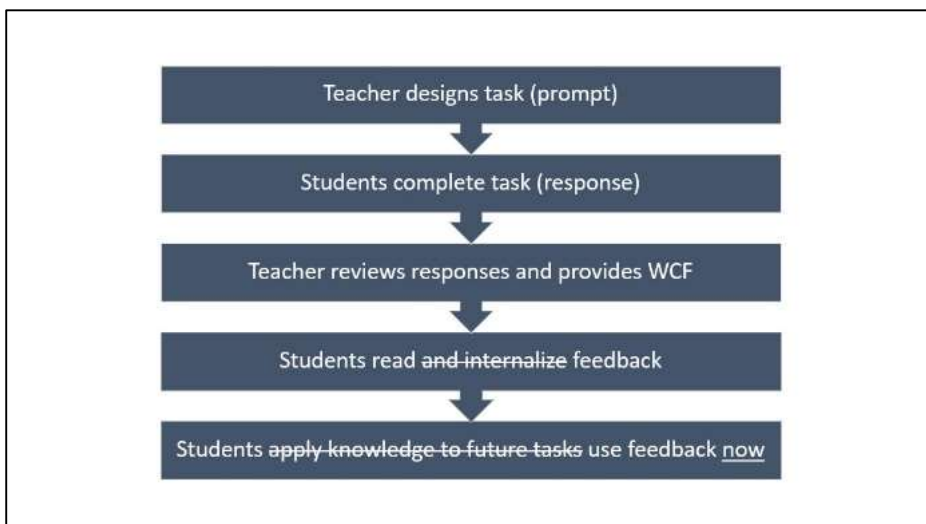 Teacher designs task (prompt)
Students complete task (response)
Teacher reviews responses and provides WCF
Students read and internalize feedback
Students apply knowledge to future tasks use feedback now